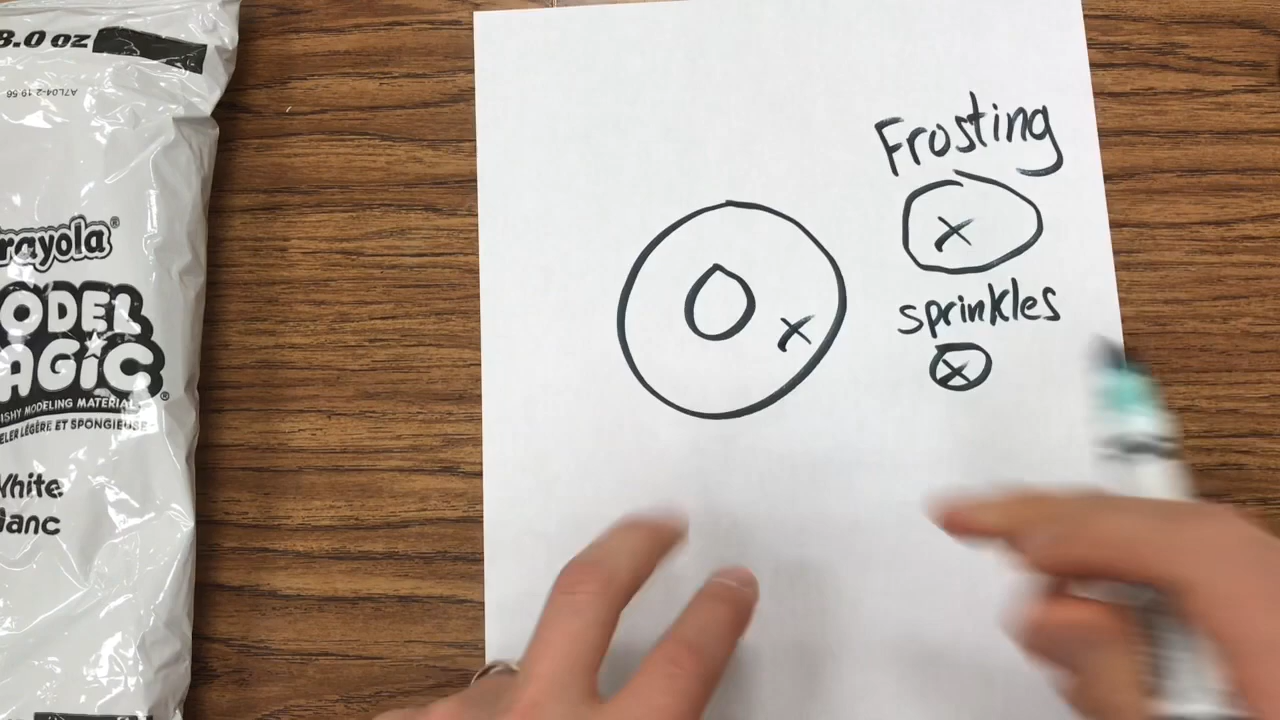 8.0 oz
A7L04-2 19 56
rayola®
ODEL
AGIC®
ISHY MODELING MATERIAL
ELER LÉGÈRE ET SPONGIEUSE
White
lanc
Frosting
x
sprinkles
x
x